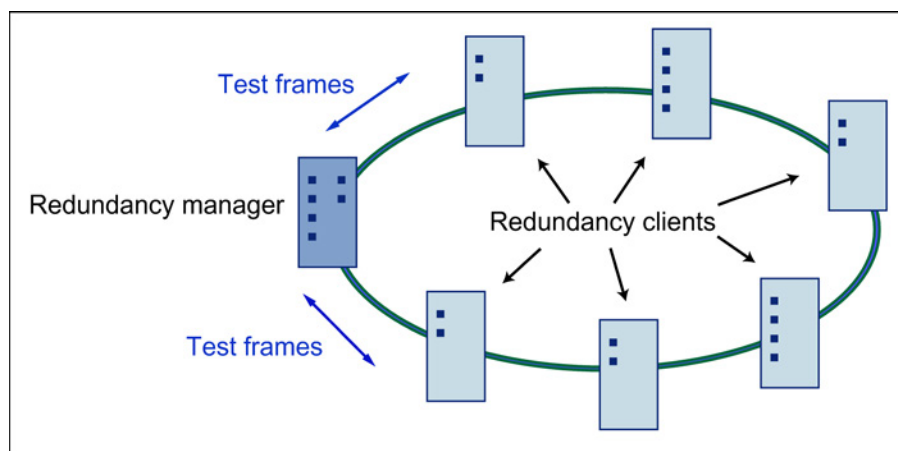 Test frames
Redundancy manager
Redundancy clients
Test frames